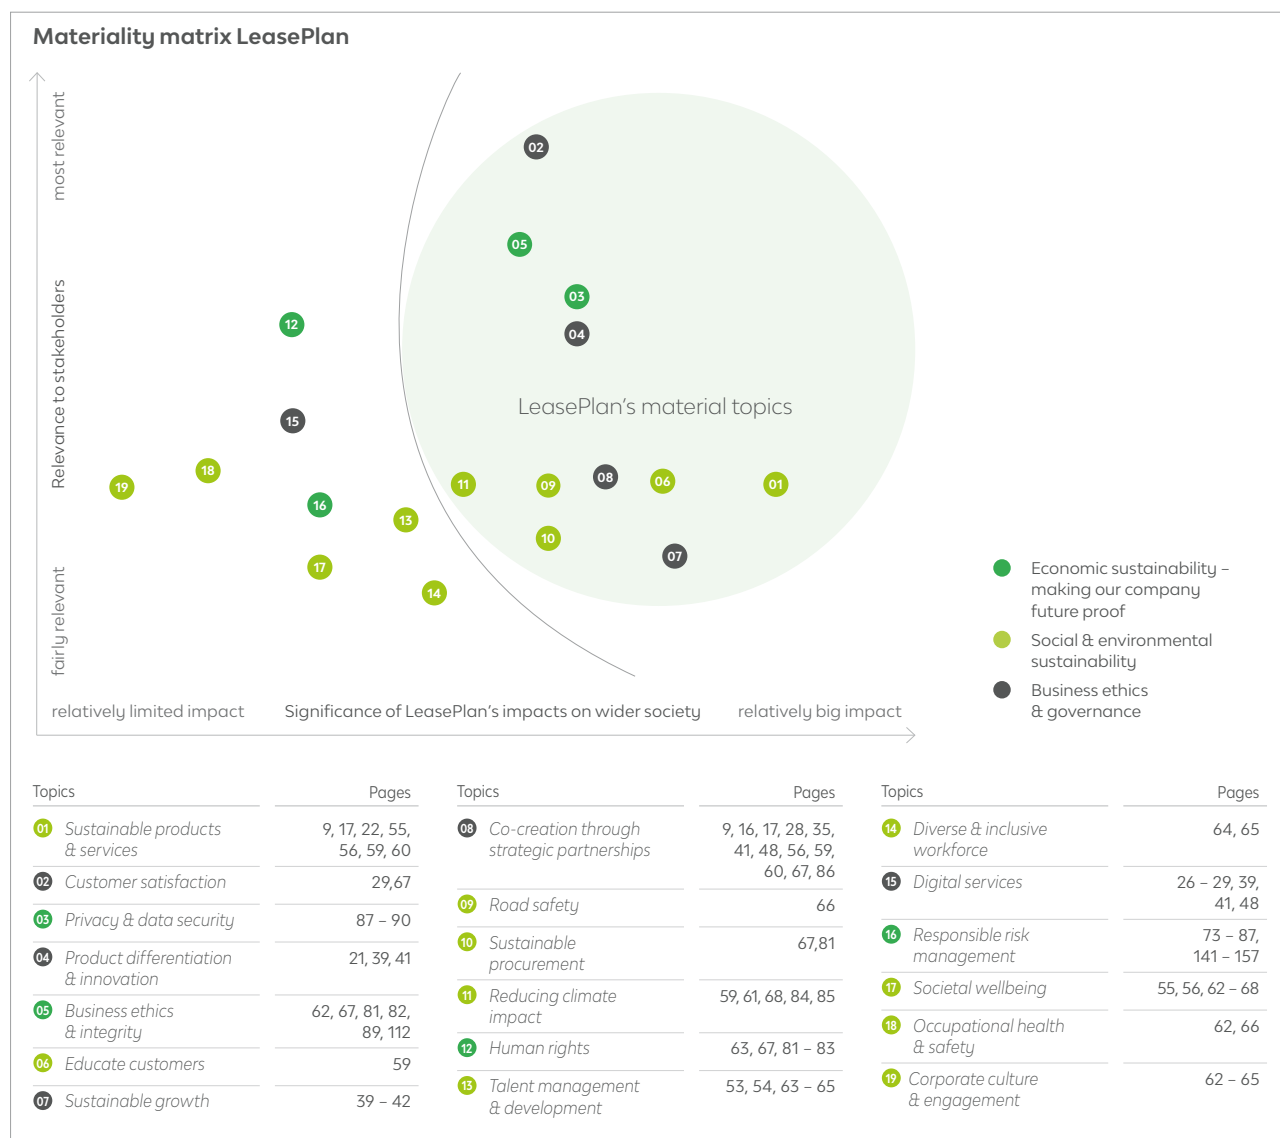 Materiality matrix LeasePlan
most relevant
Relevance to stakeholders
fairly relevant
02
05
03
04
12
15
LeasePlan's material topics
18
19
11
09
08
06
01
16
13
10
07
17
14
Economic sustainability –
making our company
future proof
Social & environmental
sustainability
Business ethics
& governance
relatively limited impact
Significance of LeasePlan's impacts on wider society
relatively big impact
Topics Pages
01 Sustainable products 9, 17, 22, 55,
& services 56, 59, 60
02 Customer satisfaction 29,67
03 Privacy & data security 87 – 90
04 Product differentiation 21, 39, 41
& innovation
05 Business ethics 62, 67, 81, 82,
& integrity 89, 112
06 Educate customers 59
07 Sustainable growth 39 – 42
Topics Pages
08 Co-creation through 9, 16, 17, 28, 35,
strategic partnerships 41, 48, 56, 59,
60, 67, 86
09 Road safety 66
10 Sustainable 67,81
procurement
11 Reducing climate 59, 61, 68, 84, 85
impact
12 Human rights 63, 67, 81 – 83
13 Talent management 53, 54, 63 – 65
& development
Topics Pages
14 Diverse & inclusive 64, 65
workforce
15 Digital services 26 – 29, 39,
41, 48
16 Responsible risk 73 – 87,
management 141 – 157
17 Societal wellbeing 55, 56, 62 – 68
18 Occupational health 62, 66
& safety
19 Corporate culture 62 – 65
& engagement